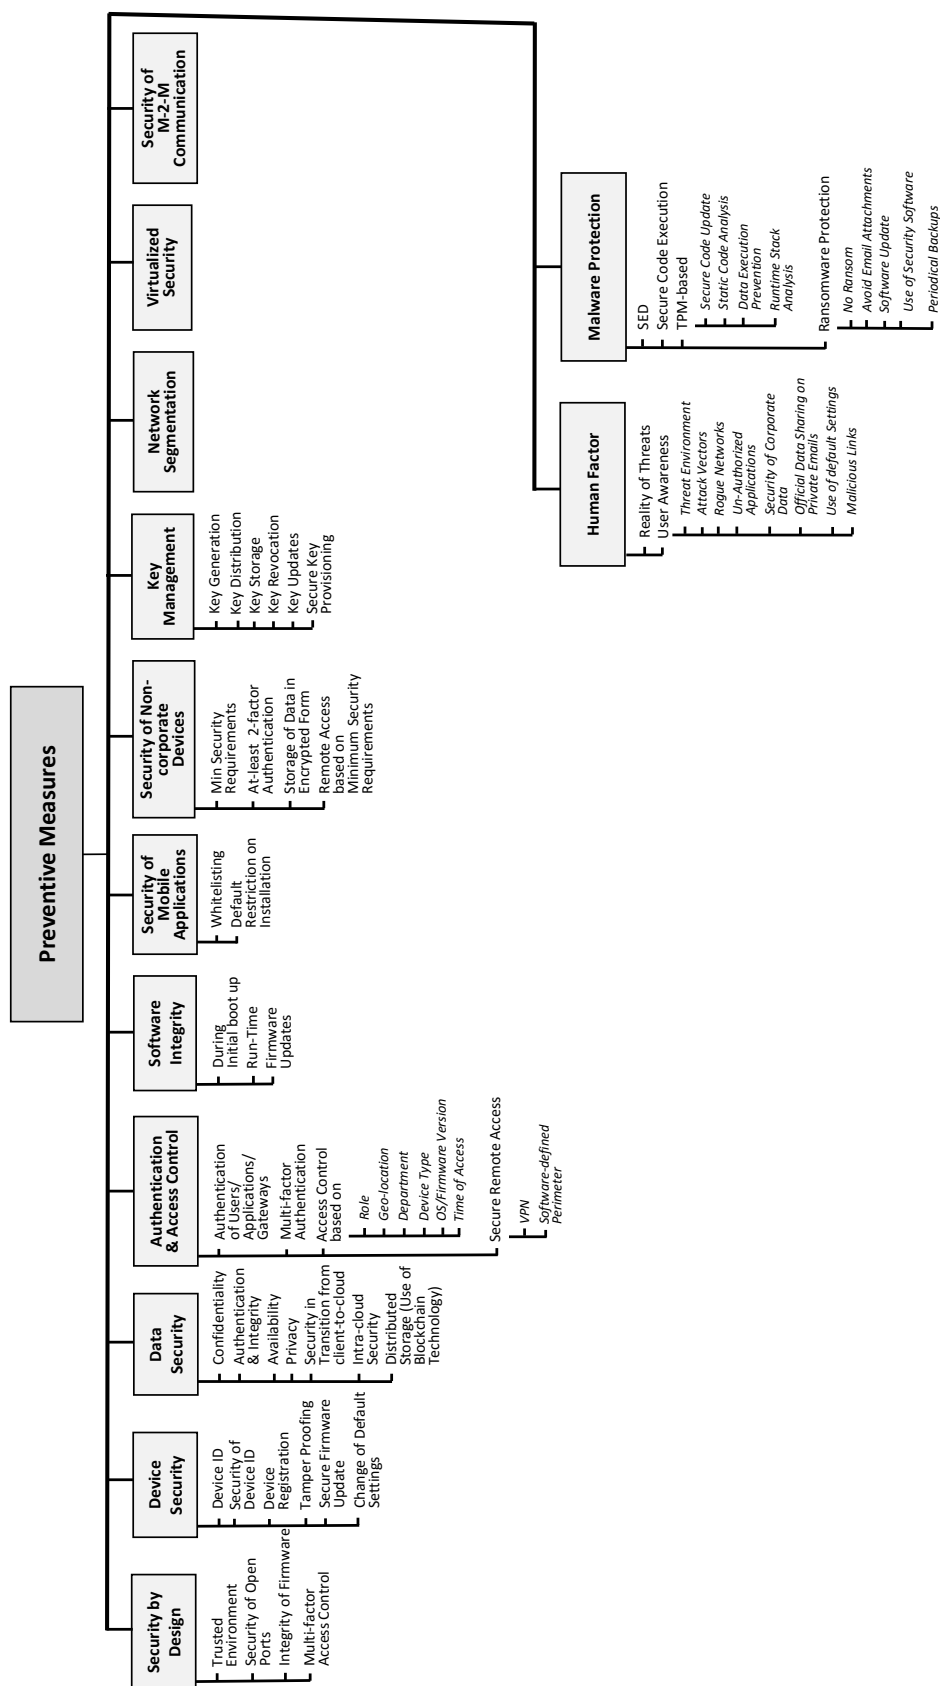 Preventive Measures
Security by
Design
Trusted
Environment
Security of Open
Ports
Integrity of Firmware
Multi-factor
Access Control
Device
Security
Device ID
Security of
Device ID
Device
Registration
Tamper Proofing
Secure Firmware
Update
Change of Default
Settings
Data
Security
Confidentiality
Authentication
& Integrity
Availability
Privacy
Security in
Transition from
client-to-cloud
Intra-cloud
Security
Distributed
Storage (Use of
Blockchain
Technology)
Authentication
& Access Control
Authentication
of Users/
Applications/
Gateways
Multi-factor
Authentication
Access Control
based on
Role
Geo-location
Department
Device Type
OS/Firmware Version
Time of Access
Secure Remote Access
VPN
Software-defined
Perimeter
Software
Integrity
During
Initial boot up
Run-Time
Firmware
Updates
Security of
Mobile
Applications
Whitelisting
Default
Restriction on
Installation
Security of Non-
corporate
Devices
Min Security
Requirements
At-least 2-factor
Authentication
Storage of Data in
Encrypted Form
Remote Access
based on
Minimum Security
Requirements
Key
Management
Key Generation
Key Distribution
Key Storage
Key Revocation
Key Updates
Secure Key
Provisioning
Network
Segmentation
Virtualized
Security
Security of
M-2-M
Communication
Human Factor
Reality of Threats
User Awareness
Threat Environment
Attack Vectors
Rogue Networks
Un-Authorized
Applications
Security of Corporate
Data
Official Data Sharing on
Private Emails
Use of default Settings
Malicious Links
Malware Protection
SED
Secure Code Execution
TPM-based
Secure Code Update
Static Code Analysis
Data Execution
Prevention
Runtime Stack
Analysis
Ransomware Protection
No Ransom
Avoid Email Attachments
Software Update
Use of Security Software
Periodical Backups